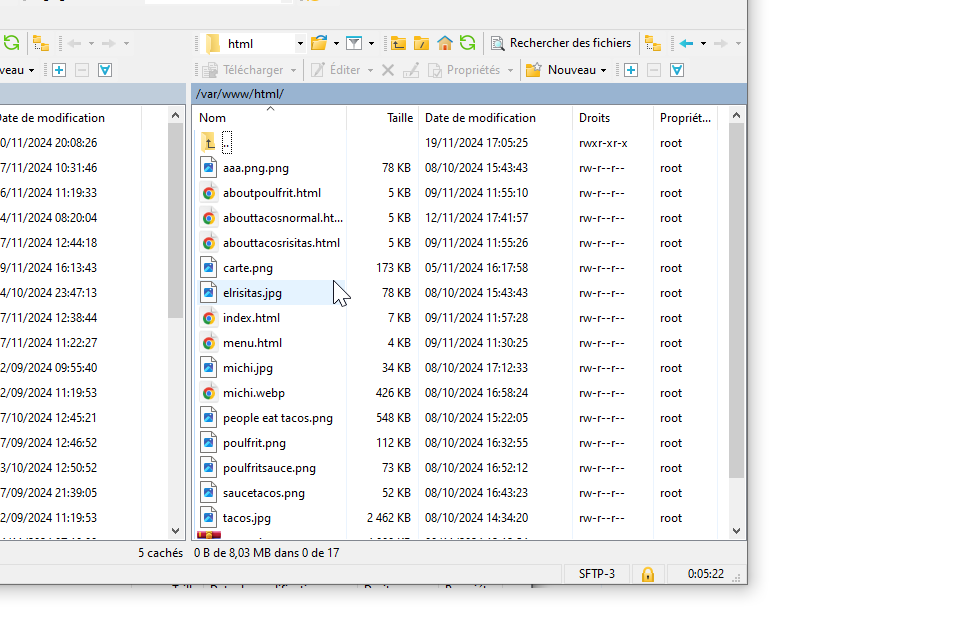 html
Rechercher des fichiers
veau
Télécharger
Éditer
Propriétés
Nouveau
/var/www/html/
Date de modification
Nom Taille Date de modification Droits Propriét...
0/11/2024 20:08:26
.. 19/11/2024 17:05:25 rwxr-xr-x root
7/11/2024 10:31:46
aaa.png.png 78 KB 08/10/2024 15:43:43 rw-r--r-- root
6/11/2024 11:19:33
aboutpoulfrit.html 5 KB 09/11/2024 11:55:10 rw-r--r-- root
4/11/2024 08:20:04
abouttacosnormal.ht... 5 KB 12/11/2024 17:41:57 rw-r--r-- root
7/11/2024 12:44:18
abouttacosrisitas.html 5 KB 09/11/2024 11:55:26 rw-r--r-- root
9/11/2024 16:13:43
carte.png 173 KB 05/11/2024 16:17:58 rw-r--r-- root
4/10/2024 23:47:13
elrisitas.jpg 78 KB 08/10/2024 15:43:43 rw-r--r-- root
7/11/2024 12:38:44
index.html 7 KB 09/11/2024 11:57:28 rw-r--r-- root
7/11/2024 11:22:27
menu.html 4 KB 09/11/2024 11:30:25 rw-r--r-- root
2/09/2024 09:55:40
michi.jpg 34 KB 08/10/2024 17:12:33 rw-r--r-- root
2/09/2024 11:19:53
michi.webp 426 KB 08/10/2024 16:58:24 rw-r--r-- root
7/10/2024 12:45:21
people eat tacos.png 548 KB 08/10/2024 15:22:05 rw-r--r-- root
7/09/2024 12:46:52
poulfrit.png 112 KB 08/10/2024 16:32:55 rw-r--r-- root
3/10/2024 12:50:52
poulfritsauce.png 73 KB 08/10/2024 16:52:12 rw-r--r-- root
7/09/2024 21:39:05
saucetacos.png 52 KB 08/10/2024 16:43:23 rw-r--r-- root
2/09/2024 11:19:53
tacos.jpg 2 462 KB 08/10/2024 14:34:20 rw-r--r-- root
5 cachés
0 B de 8,03 MB dans 0 de 17
SFTP-3
0:05:22